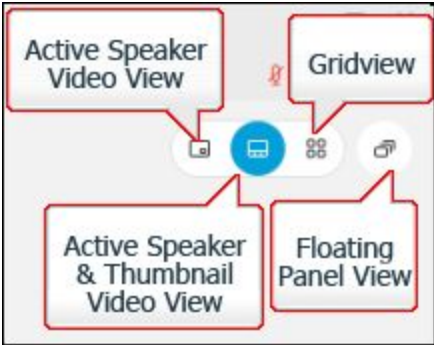 Active Speaker
Video View
Gridview
Active Speaker
& Thumbnail
Video View
Floating
Panel View